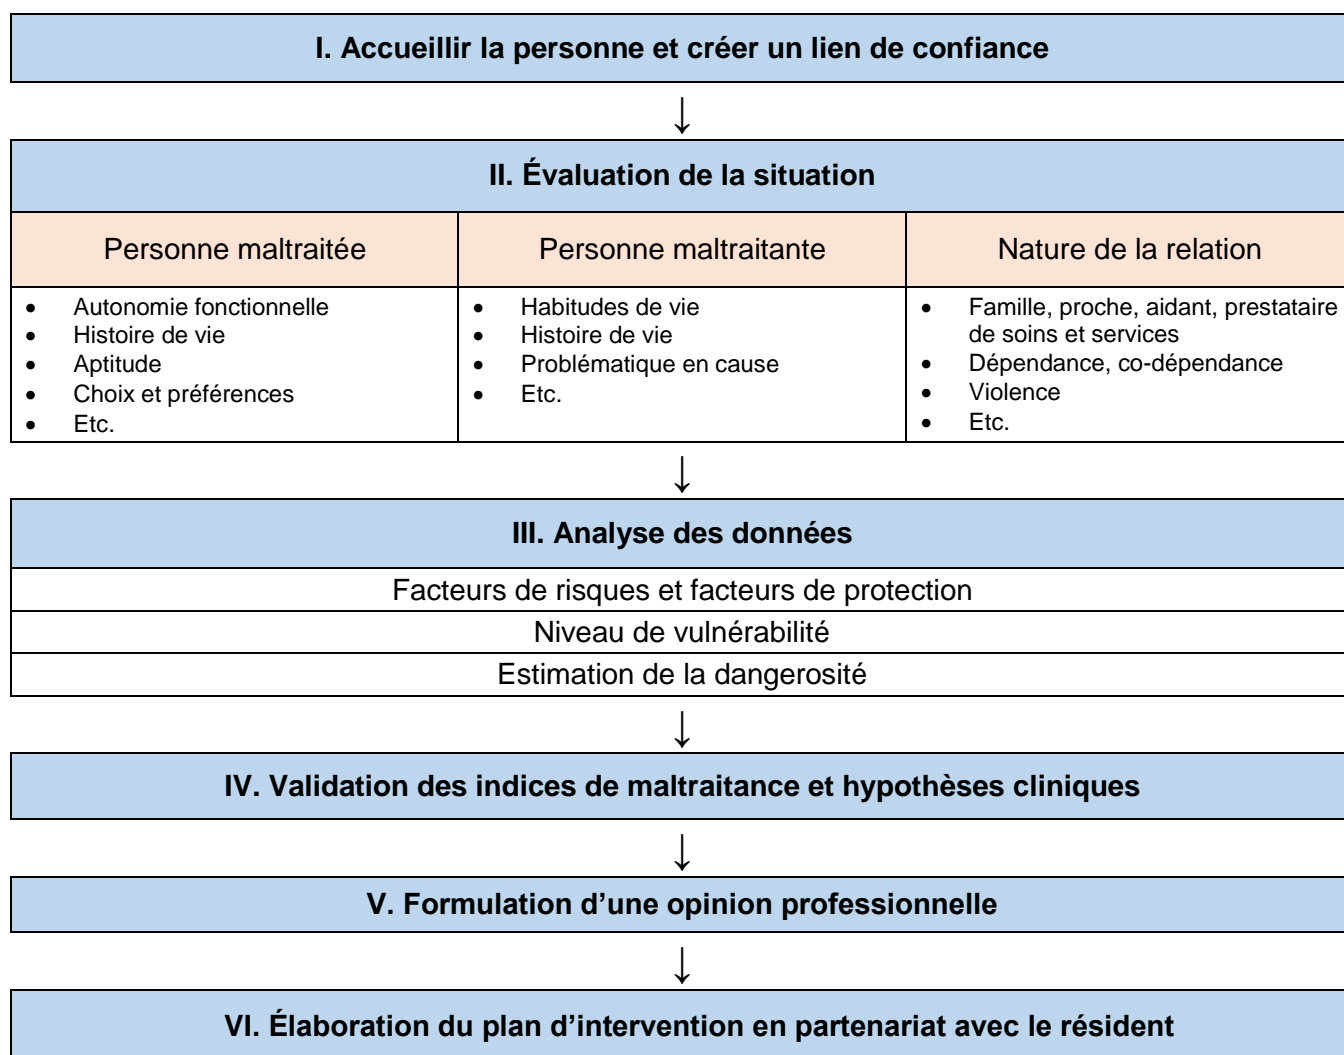 I. Accueillir la personne et créer un lien de confiance
↓
II. Évaluation de la situation
Personne maltraitée
Personne maltraitante
Nature de la relation
• Autonomie fonctionnelle
• Histoire de vie
• Aptitude
• Choix et préférences
• Etc.
• Habitudes de vie
• Histoire de vie
• Problématique en cause
• Etc.
• Famille, proche, aidant, prestataire
de soins et services
• Dépendance, co-dépendance
• Violence
• Etc.
↓
III. Analyse des données
Facteurs de risques et facteurs de protection
Niveau de vulnérabilité
Estimation de la dangerosité
↓
IV. Validation des indices de maltraitance et hypothèses cliniques
↓
V. Formulation d’une opinion professionnelle
↓
VI. Élaboration du plan d’intervention en partenariat avec le résident